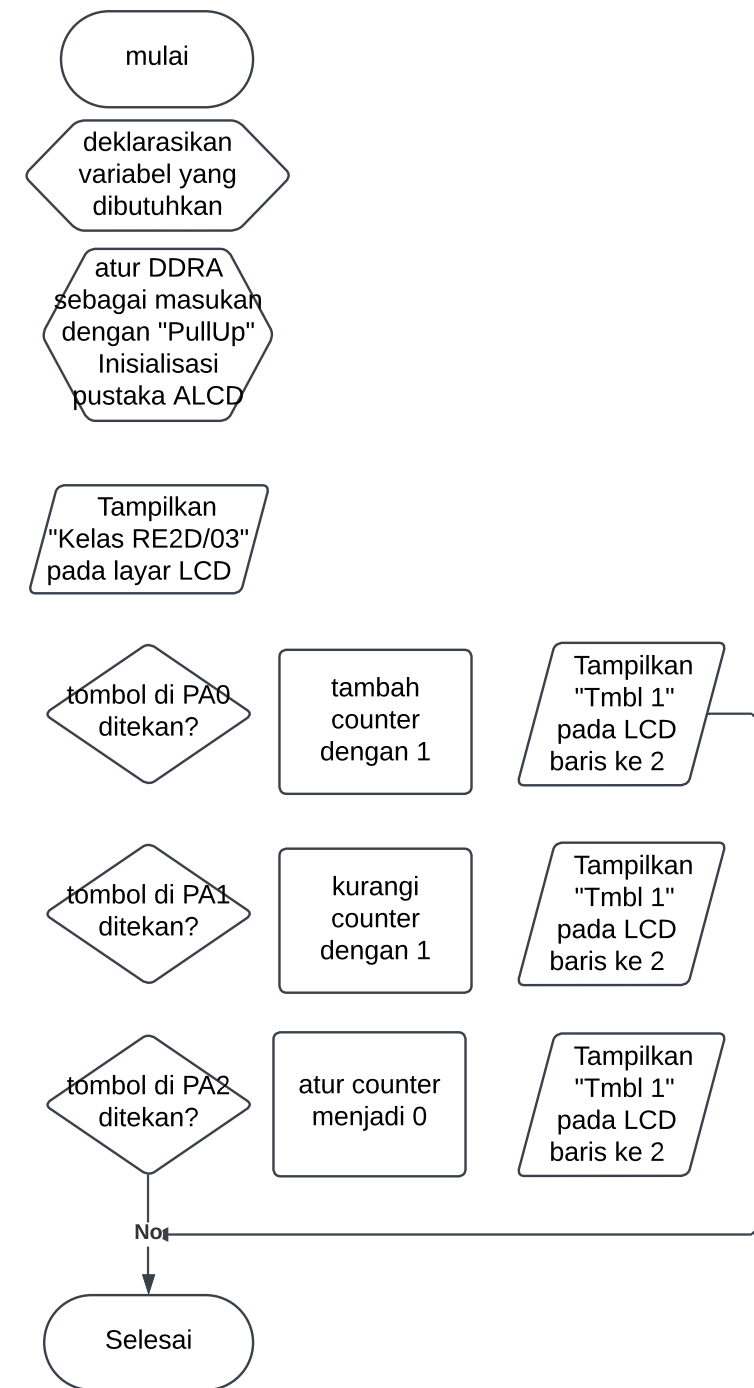 mulai
deklarasikan
variabel yang
dibutuhkan
atur DDRA
sebagai masukan
dengan "PullUp"
Inisialisasi
pustaka ALCD
Tampilkan
"Kelas RE2D/03"
pada layar LCD
tombol di PA0
ditekan?
tambah
counter
dengan 1
Tampilkan
"Tmbl 1"
pada LCD
baris ke 2
tombol di PA1
ditekan?
kurangi
counter
dengan 1
Tampilkan
"Tmbl 1"
pada LCD
baris ke 2
tombol di PA2
ditekan?
atur counter
menjadi 0
Tampilkan
"Tmbl 1"
pada LCD
baris ke 2
No
Selesai